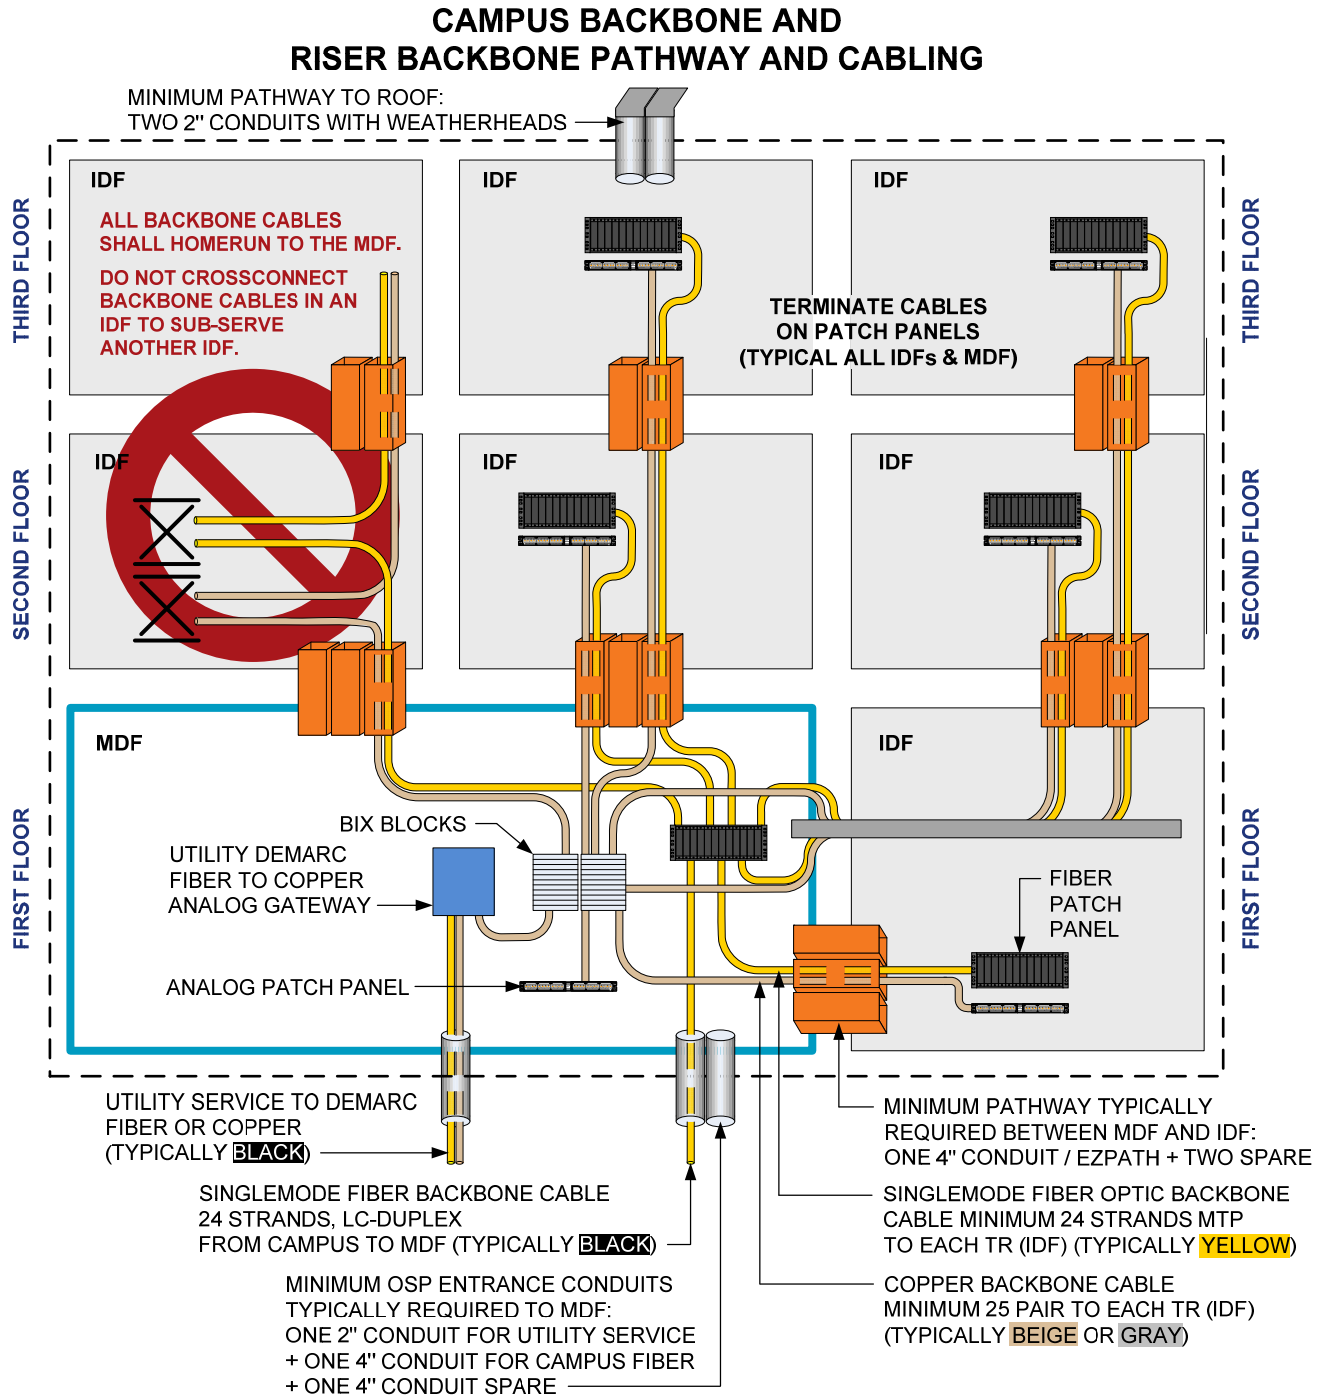 CAMPUS BACKBONE AND
RISER BACKBONE PATHWAY AND CABLING
MINIMUM PATHWAY TO ROOF:
TWO 2" CONDUITS WITH WEATHERHEADS
THIRD FLOOR
IDF
ALL BACKBONE CABLES
SHALL HOMERUN TO THE MDF.
DO NOT CROSSCONNECT
BACKBONE CABLES IN AN
IDF TO SUB-SERVE
ANOTHER IDF.
IDF
IDF
THIRD FLOOR
TERMINATE CABLES
ON PATCH PANELS
(TYPICAL ALL IDFs & MDF)
SECOND FLOOR
IDF
IDF
IDF
SECOND FLOOR
FIRST FLOOR
MDF
IDF
FIRST FLOOR
BIX BLOCKS
UTILITY DEMARC
FIBER TO COPPER
ANALOG GATEWAY
ANALOG PATCH PANEL
FIBER
PATCH
PANEL
UTILITY SERVICE TO DEMARC
FIBER OR COPPER
(TYPICALLY BLACK)
SINGLEMODE FIBER BACKBONE CABLE
24 STRANDS, LC-DUPLEX
FROM CAMPUS TO MDF (TYPICALLY BLACK)
MINIMUM OSP ENTRANCE CONDUITS
TYPICALLY REQUIRED TO MDF:
ONE 2" CONDUIT FOR UTILITY SERVICE
+ ONE 4" CONDUIT FOR CAMPUS FIBER
+ ONE 4" CONDUIT SPARE
MINIMUM PATHWAY TYPICALLY
REQUIRED BETWEEN MDF AND IDF:
ONE 4" CONDUIT / EZPATH + TWO SPARE
SINGLEMODE FIBER OPTIC BACKBONE
CABLE MINIMUM 24 STRANDS MTP
TO EACH TR (IDF) (TYPICALLY YELLOW)
COPPER BACKBONE CABLE
MINIMUM 25 PAIR TO EACH TR (IDF)
(TYPICALLY BEIGE OR GRAY)